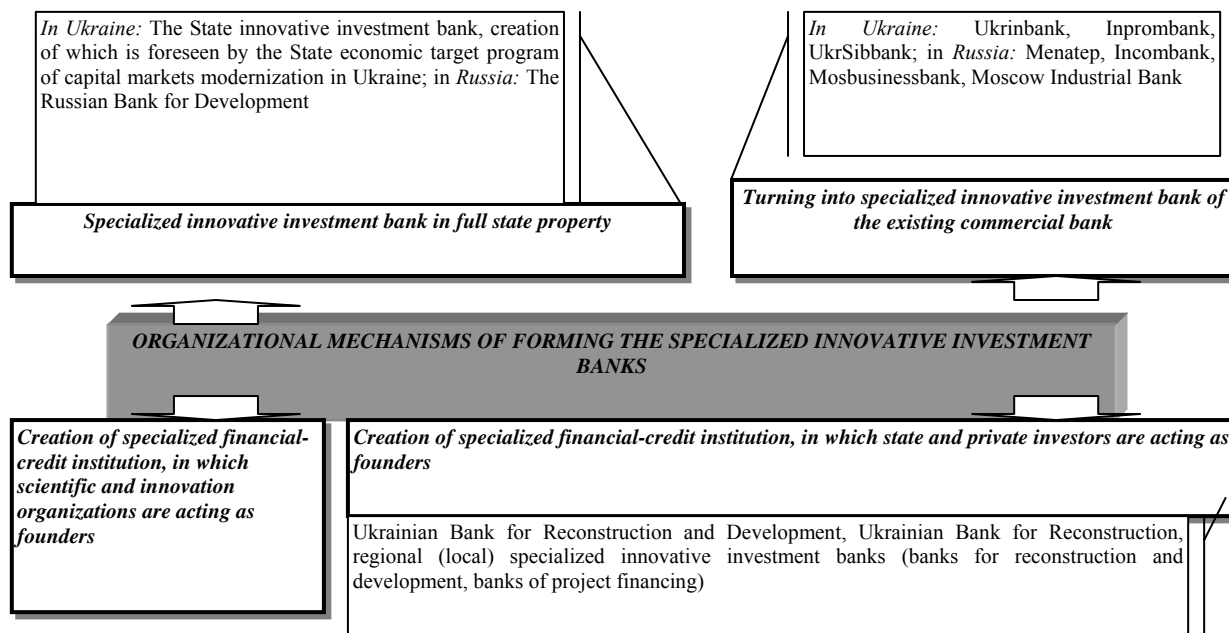 In Ukraine: The State innovative investment bank, creation
of which is foreseen by the State economic target program
of capital markets modernization in Ukraine; in Russia: The
Russian Bank for Development
In Ukraine: Ukrinbank, Inprombank,
UkrSibbank; in Russia: Menatep, Incombank,
Mosbusinessbank, Moscow Industrial Bank
Specialized innovative investment bank in full state property
Turning into specialized innovative investment bank of
the existing commercial bank
ORGANIZATIONAL MECHANISMS OF FORMING THE SPECIALIZED INNOVATIVE INVESTMENT
BANKS
Creation of specialized financial-
credit institution, in which
scientific and innovation
organizations are acting as
founders
Creation of specialized financial-credit institution, in which state and private investors are acting as
founders
Ukrainian Bank for Reconstruction and Development, Ukrainian Bank for Reconstruction,
regional (local) specialized innovative investment banks (banks for reconstruction and
development, banks of project financing)